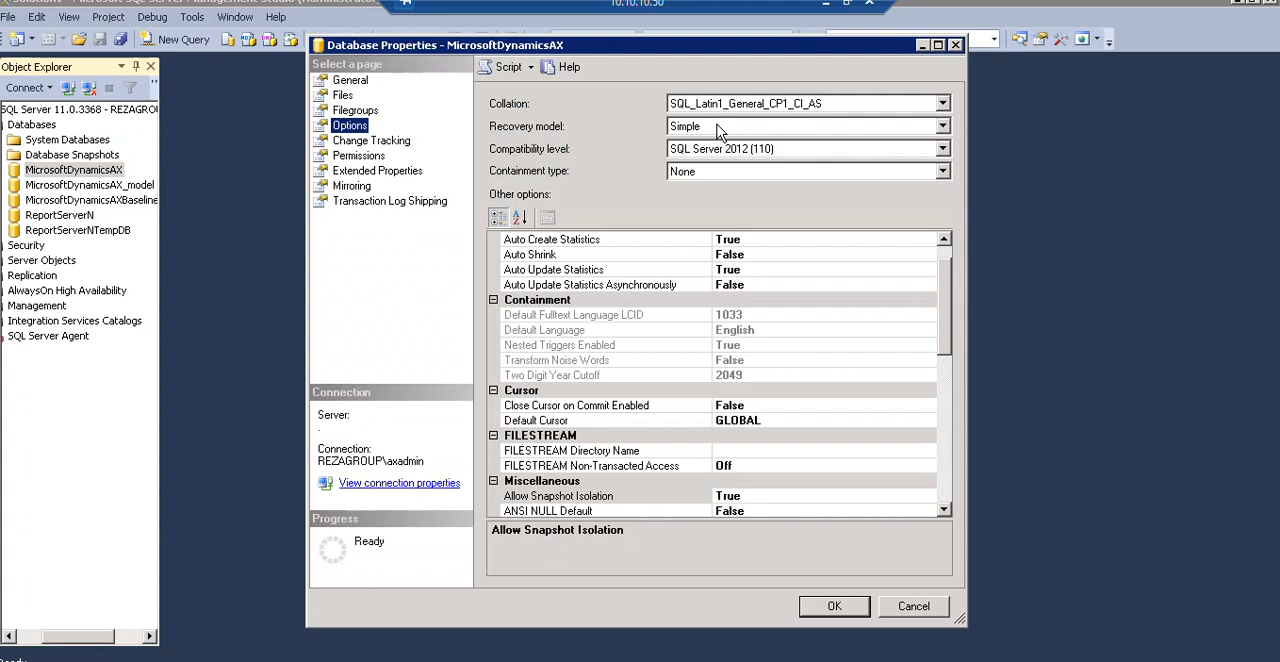 10.10.10.50
File Edit View Project Debug Tools Window Help
New Query
Object Explorer
Connect
SQL Server 11.0.3368 - REZAGROU
Databases
System Databases
Database Snapshots
MicrosoftDynamicsAX
MicrosoftDynamicsAX_model
MicrosoftDynamicsAXBaseline
ReportServerN
ReportServerNTempDB
Security
Server Objects
Replication
AlwaysOn High Availability
Management
Integration Services Catalogs
SQL Server Agent
Database Properties - MicrosoftDynamicsAX
Select a page
General
Files
Filegroups
Options
Change Tracking
Permissions
Extended Properties
Mirroring
Transaction Log Shipping
Connection
Server:
.
Connection:
REZAGROUP\axadmin
View connection properties
Progress
Ready
Script Help
Collation: SQL_Latin1_General_CP1_CI_AS
Recovery model: Simple
Compatibility level: SQL Server 2012 (110)
Containment type: None
Other options:
Auto Create Statistics True
Auto Shrink False
Auto Update Statistics True
Auto Update Statistics Asynchronously False
Containment
Default Fulltext Language LCID 1033
Default Language English
Nested Triggers Enabled True
Transform Noise Words False
Two Digit Year Cutoff 2049
Cursor
Close Cursor on Commit Enabled False
Default Cursor GLOBAL
FILESTREAM
FILESTREAM Directory Name
FILESTREAM Non-Transacted Access Off
Miscellaneous
Allow Snapshot Isolation True
ANSI NULL Default False
Allow Snapshot Isolation
OK Cancel